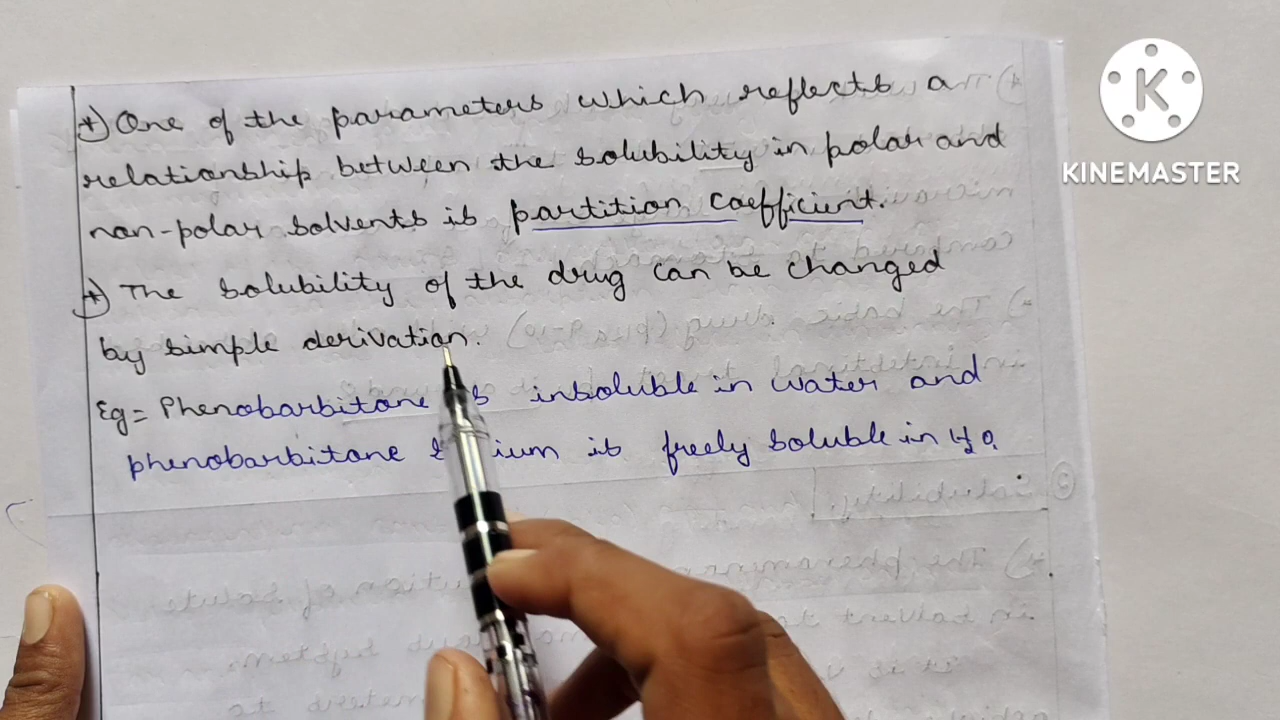 *) One of the parameters which reflects a
relationship between the solubility in polar and
non-polar solvents is partition coefficient.
*) The solubility of the drug can be changed
by simple derivation.
Eg= Phenobarbitone is insoluble in water and
phenobarbitone ium is freely soluble in H2O
K
KINEMASTER